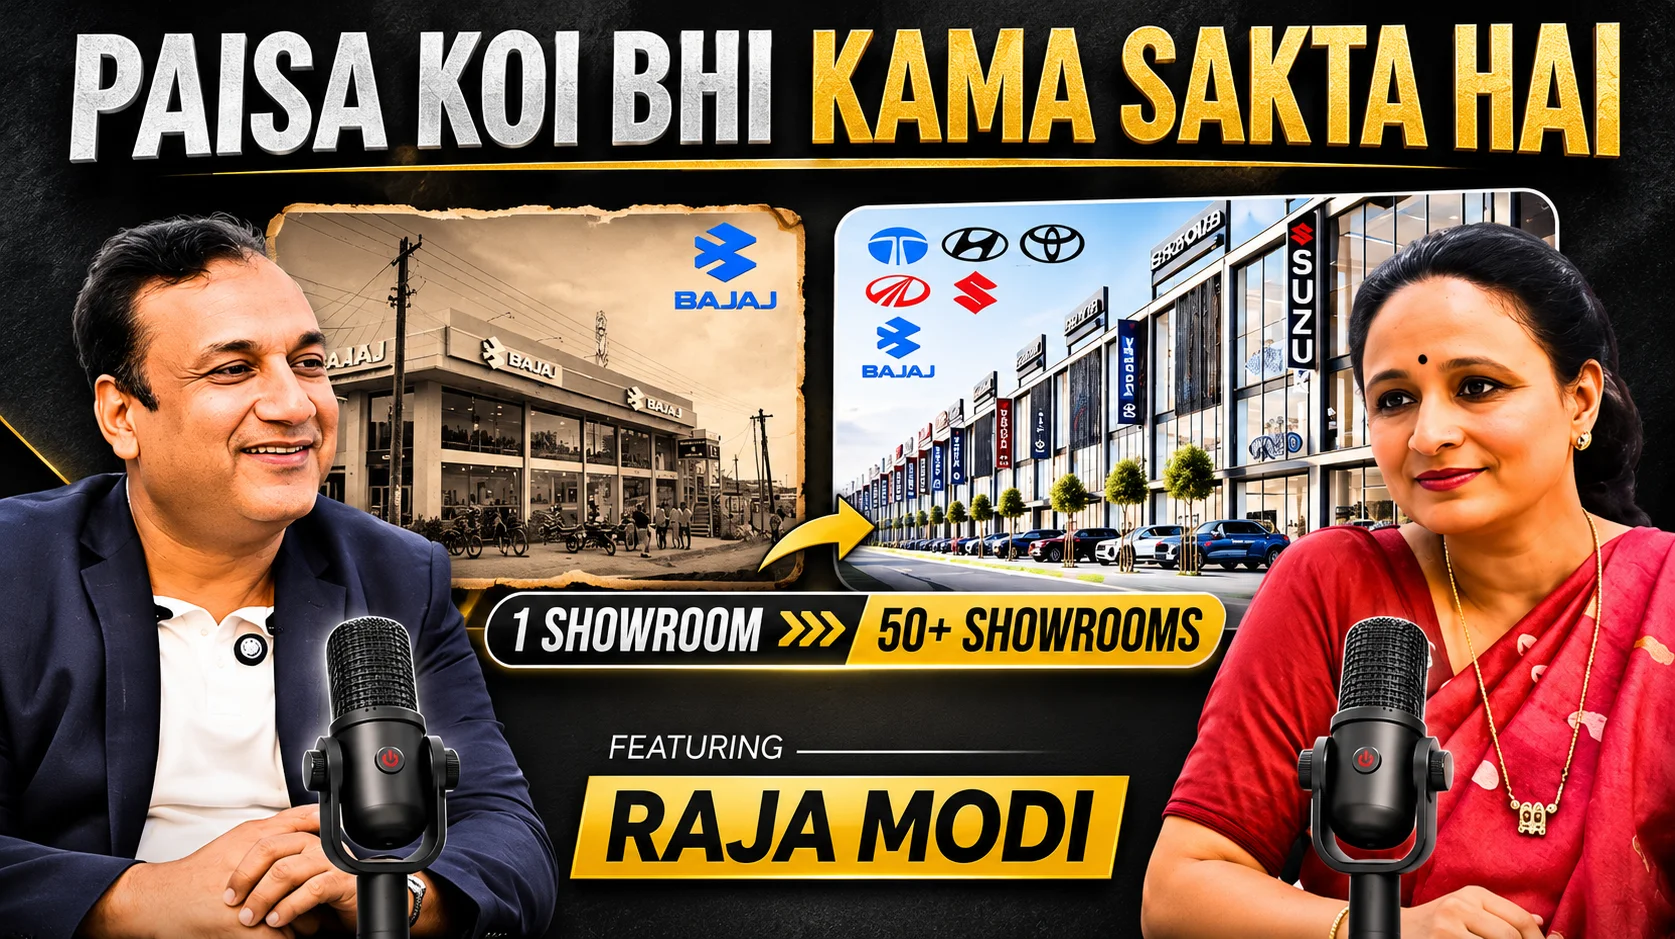 PAISA KOI BHI KAMA SAKTA HAI
BAJAJ
BAJAJ
BAJAJ
BAJAJ
BAJAJ
SUZU
1 SHOWROOM >>> 50+ SHOWROOMS
FEATURING
RAJA MODI